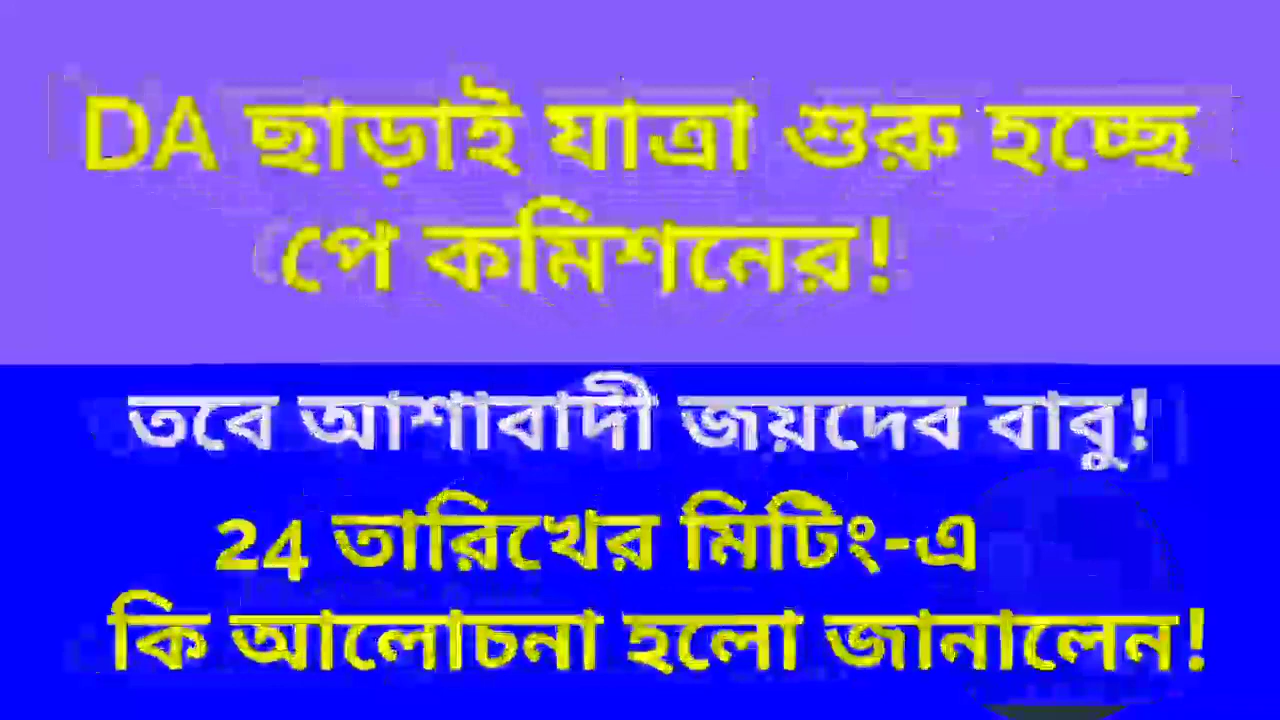 DA ছাড়াই যাত্রা শুরু হচ্ছে
পে কমিশনের!
তবে আশাবাদী জয়দেব বাবু!
24 তারিখের মিটিং-এ
কি আলোচনা হলো জানালেন!